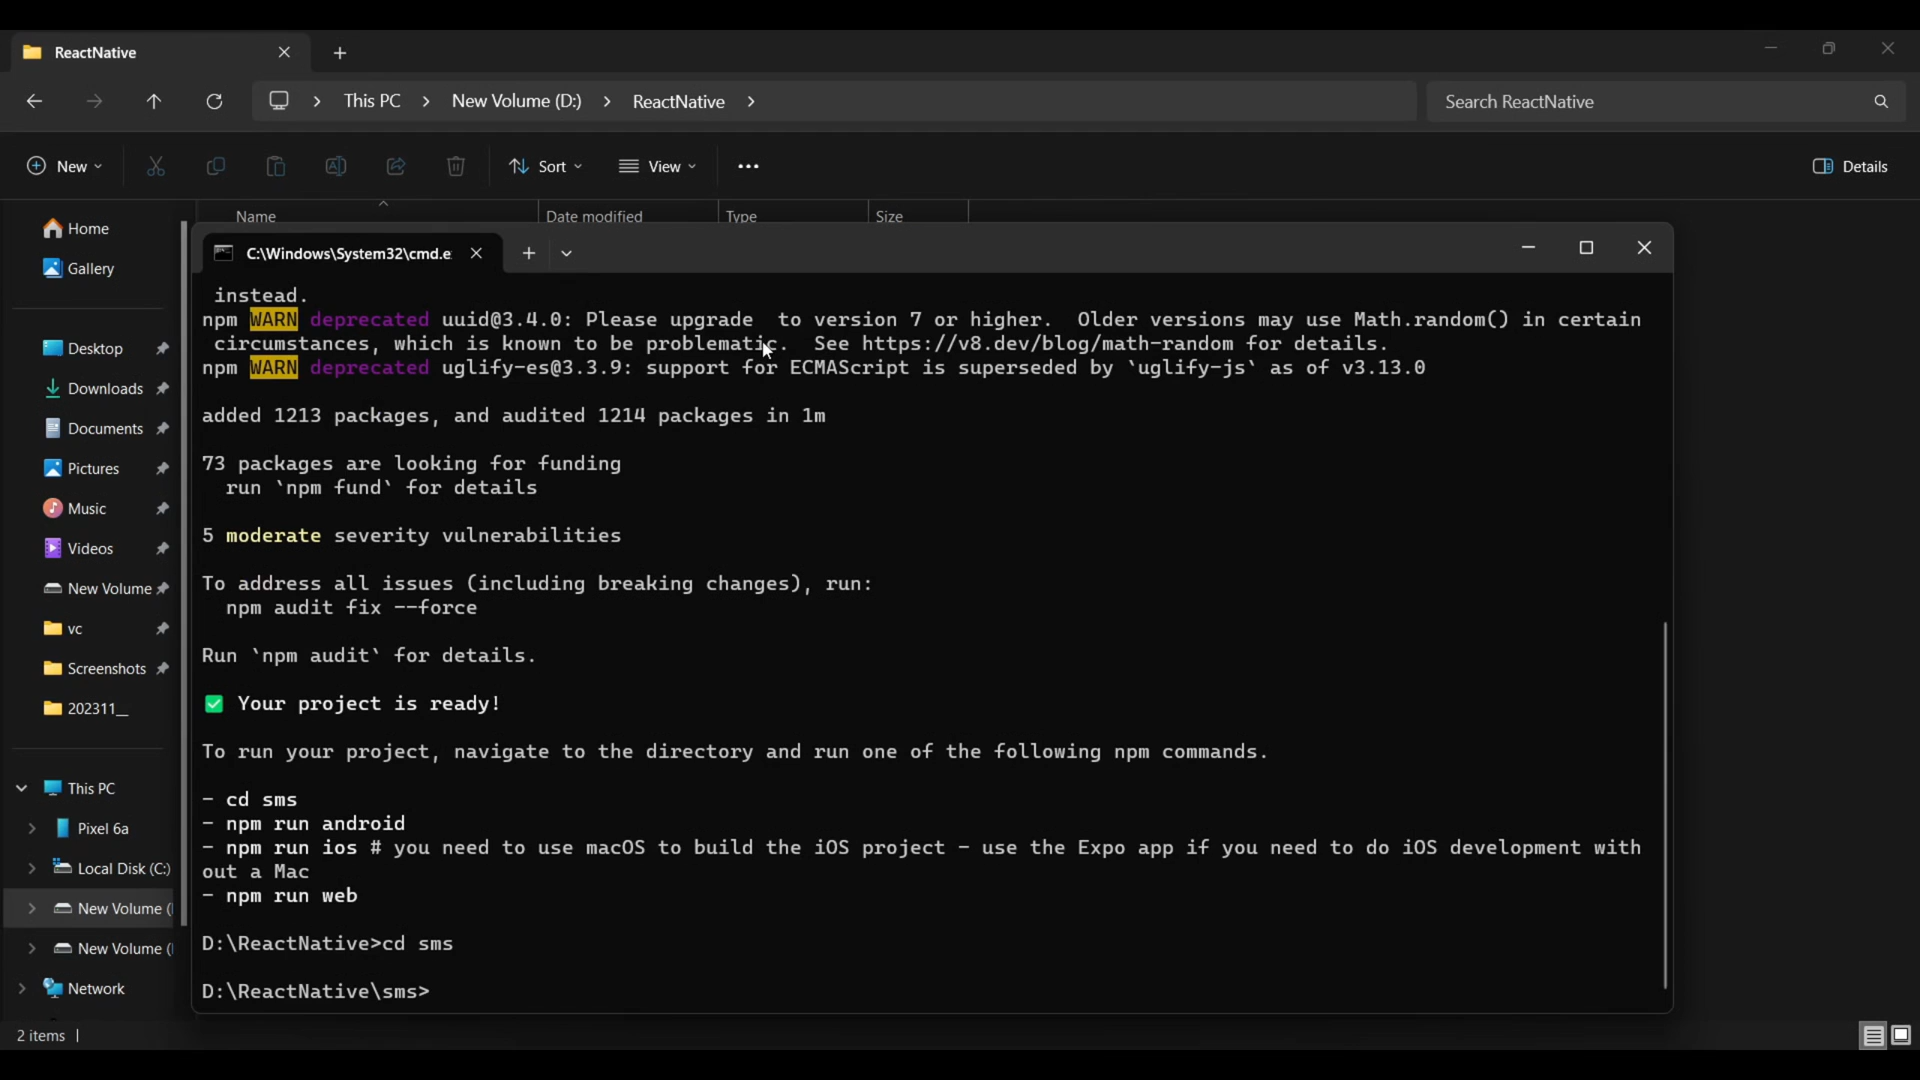 ReactNative
This PC > New Volume (D:) > ReactNative >
Search ReactNative
New
Sort
View
Details
Name
Date modified
Type
Size
Home
Gallery
Desktop
Downloads
Documents
Pictures
Music
Videos
New Volume
vc
Screenshots
202311__
This PC
Pixel 6a
Local Disk (C:)
New Volume (
New Volume (
Network
2 items
C:\Windows\System32\cmd.e
instead.
npm WARN deprecated uuid@3.4.0: Please upgrade  to version 7 or higher.  Older versions may use Math.random() in certain
circumstances, which is known to be problematic.  See https://v8.dev/blog/math-random for details.
npm WARN deprecated uglify-es@3.3.9: support for ECMAScript is superseded by `uglify-js` as of v3.13.0
added 1213 packages, and audited 1214 packages in 1m
73 packages are looking for funding
run `npm fund` for details
5 moderate severity vulnerabilities
To address all issues (including breaking changes), run:
npm audit fix --force
Run `npm audit` for details.
✅ Your project is ready!
To run your project, navigate to the directory and run one of the following npm commands.
- cd sms
- npm run android
- npm run ios # you need to use macOS to build the iOS project - use the Expo app if you need to do iOS development with
out a Mac
- npm run web
D:\ReactNative>cd sms
D:\ReactNative\sms>